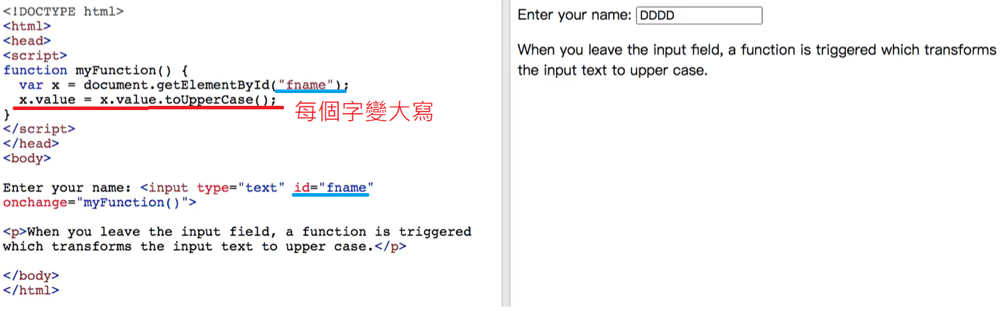 <!DOCTYPE html>
<html>
<head>
<script>
function myFunction() {
  var x = document.getElementById("fname");
  x.value = x.value.toUpperCase();
每個字變大寫
}
</script>
</head>
<body>
Enter your name: <input type="text" id="fname"
onchange="myFunction()">
<p>When you leave the input field, a function is triggered
which transforms the input text to upper case.</p>
</body>
</html>
Enter your name: DDDD
When you leave the input field, a function is triggered which transforms
the input text to upper case.